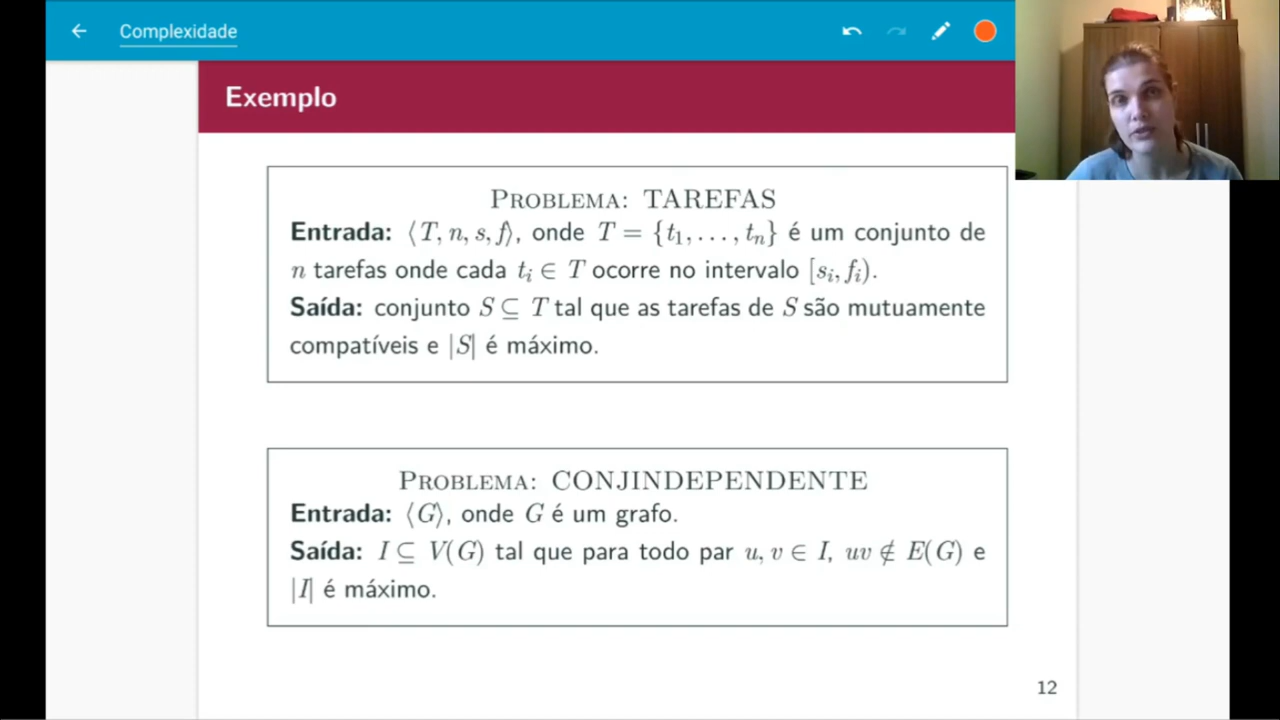 Complexidade
Exemplo
Problema: TAREFAS
Entrada: ⟨T, n, s, f⟩, onde T = {t₁, . . . , tₙ} é um conjunto de
n tarefas onde cada tᵢ ∈ T ocorre no intervalo [sᵢ, fᵢ).
Saída: conjunto S ⊆ T tal que as tarefas de S são mutuamente
compatíveis e |S| é máximo.
Problema: CONJINDEPENDENTE
Entrada: ⟨G⟩, onde G é um grafo.
Saída: I ⊆ V(G) tal que para todo par u, v ∈ I, uv ∉ E(G) e
|I| é máximo.
12